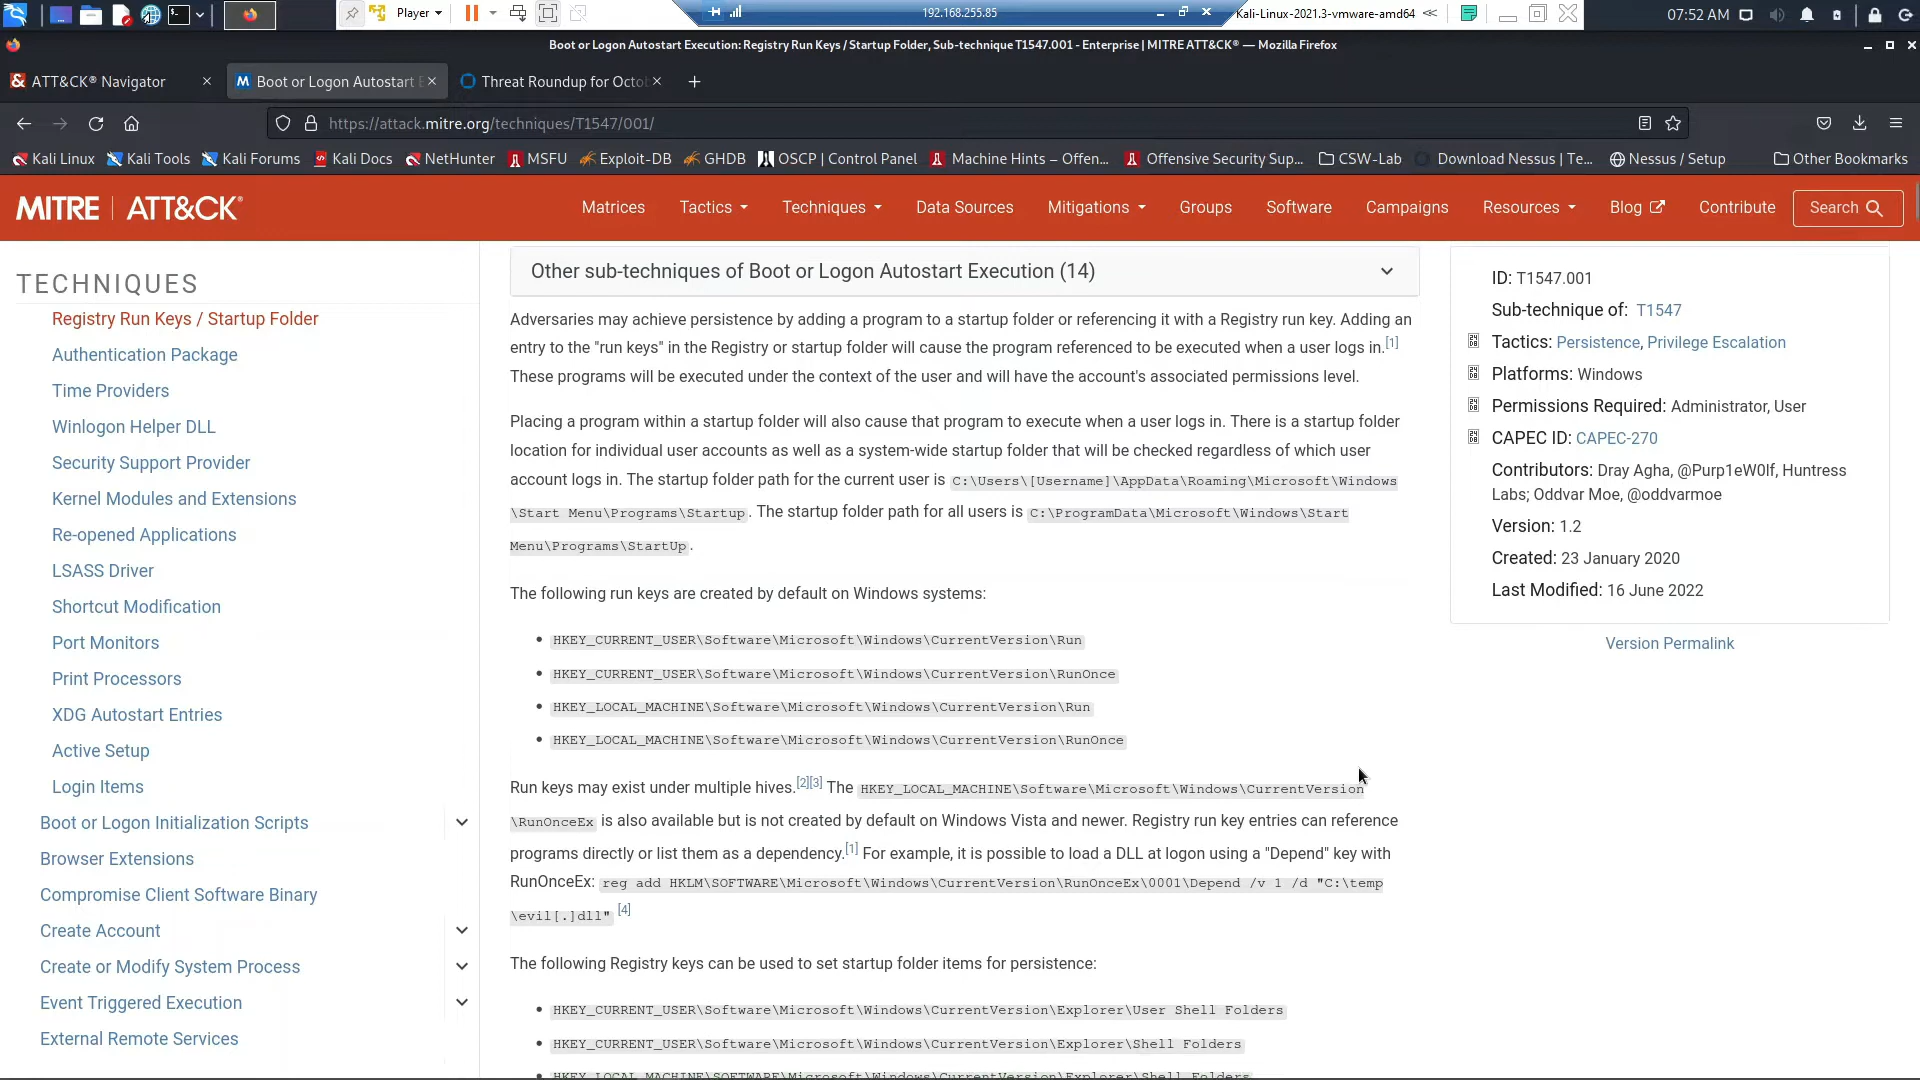 Player
192.168.255.85
Kali-Linux-2021.3-vmware-amd64
07:52 AM
Boot or Logon Autostart Execution: Registry Run Keys / Startup Folder, Sub-technique T1547.001 - Enterprise | MITRE ATT&CK® — Mozilla Firefox
ATT&CK® Navigator
Boot or Logon Autostart E
Threat Roundup for Octo
https://attack.mitre.org/techniques/T1547/001/
Kali Linux Kali Tools Kali Forums Kali Docs NetHunter MSFU Exploit-DB GHDB OSCP | Control Panel Machine Hints – Offen... Offensive Security Sup... CSW-Lab Download Nessus | Te... Nessus / Setup Other Bookmarks
MITRE | ATT&CK®
Matrices Tactics Techniques Data Sources Mitigations Groups Software Campaigns Resources Blog Contribute Search
TECHNIQUES
Registry Run Keys / Startup Folder
Authentication Package
Time Providers
Winlogon Helper DLL
Security Support Provider
Kernel Modules and Extensions
Re-opened Applications
LSASS Driver
Shortcut Modification
Port Monitors
Print Processors
XDG Autostart Entries
Active Setup
Login Items
Boot or Logon Initialization Scripts
Browser Extensions
Compromise Client Software Binary
Create Account
Create or Modify System Process
Event Triggered Execution
External Remote Services
Other sub-techniques of Boot or Logon Autostart Execution (14)
Adversaries may achieve persistence by adding a program to a startup folder or referencing it with a Registry run key. Adding an
entry to the "run keys" in the Registry or startup folder will cause the program referenced to be executed when a user logs in.[1]
These programs will be executed under the context of the user and will have the account's associated permissions level.
Placing a program within a startup folder will also cause that program to execute when a user logs in. There is a startup folder
location for individual user accounts as well as a system-wide startup folder that will be checked regardless of which user
account logs in. The startup folder path for the current user is C:\Users\[Username]\AppData\Roaming\Microsoft\Windows
\Start Menu\Programs\Startup. The startup folder path for all users is C:\ProgramData\Microsoft\Windows\Start
Menu\Programs\StartUp.
The following run keys are created by default on Windows systems:
• HKEY_CURRENT_USER\Software\Microsoft\Windows\CurrentVersion\Run
• HKEY_CURRENT_USER\Software\Microsoft\Windows\CurrentVersion\RunOnce
• HKEY_LOCAL_MACHINE\Software\Microsoft\Windows\CurrentVersion\Run
• HKEY_LOCAL_MACHINE\Software\Microsoft\Windows\CurrentVersion\RunOnce
Run keys may exist under multiple hives.[2][3] The HKEY_LOCAL_MACHINE\Software\Microsoft\Windows\CurrentVersion
\RunOnceEx is also available but is not created by default on Windows Vista and newer. Registry run key entries can reference
programs directly or list them as a dependency.[1] For example, it is possible to load a DLL at logon using a "Depend" key with
RunOnceEx: reg add HKLM\SOFTWARE\Microsoft\Windows\CurrentVersion\RunOnceEx\0001\Depend /v 1 /d "C:\temp
\evil[.]dll" [4]
The following Registry keys can be used to set startup folder items for persistence:
• HKEY_CURRENT_USER\Software\Microsoft\Windows\CurrentVersion\Explorer\User Shell Folders
• HKEY_CURRENT_USER\Software\Microsoft\Windows\CurrentVersion\Explorer\Shell Folders
• HKEY_LOCAL_MACHINE\SOFTWARE\Microsoft\Windows\CurrentVersion\Explorer\Shell Folders
ID: T1547.001
Sub-technique of: T1547
Tactics: Persistence, Privilege Escalation
Platforms: Windows
Permissions Required: Administrator, User
CAPEC ID: CAPEC-270
Contributors: Dray Agha, @Purp1eW0lf, Huntress
Labs; Oddvar Moe, @oddvarmoe
Version: 1.2
Created: 23 January 2020
Last Modified: 16 June 2022
Version Permalink